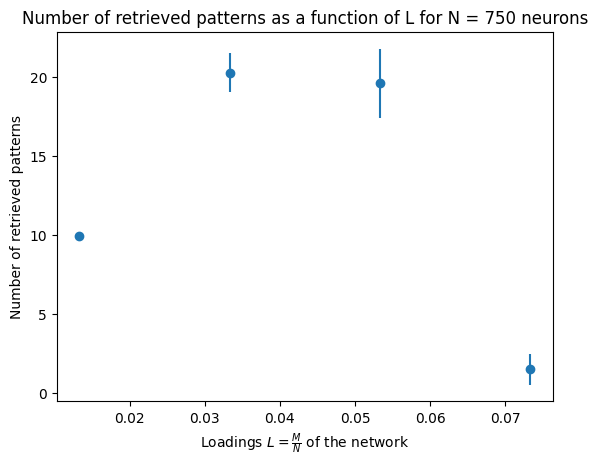 Number of retrieved patterns as a function of L for N = 750 neurons
Number of retrieved patterns
20
15
10
5
0
0.02 0.03 0.04 0.05 0.06 0.07
Loadings $L = \frac{M}{N}$ of the network